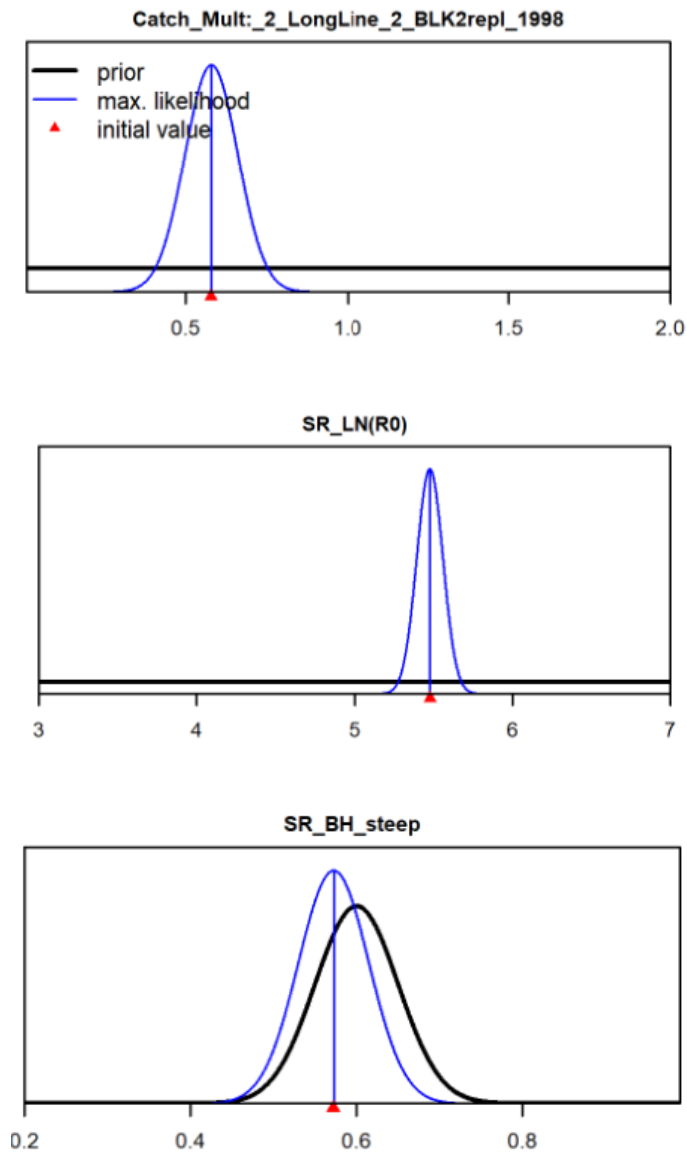 Catch_Mult:_2_LongLine_2_BLK2repl_1998
prior
max. likelihood
initial value
0.5 1.0 1.5 2.0
SR_LN(R0)
3 4 5 6 7
SR_BH_steep
0.2 0.4 0.6 0.8